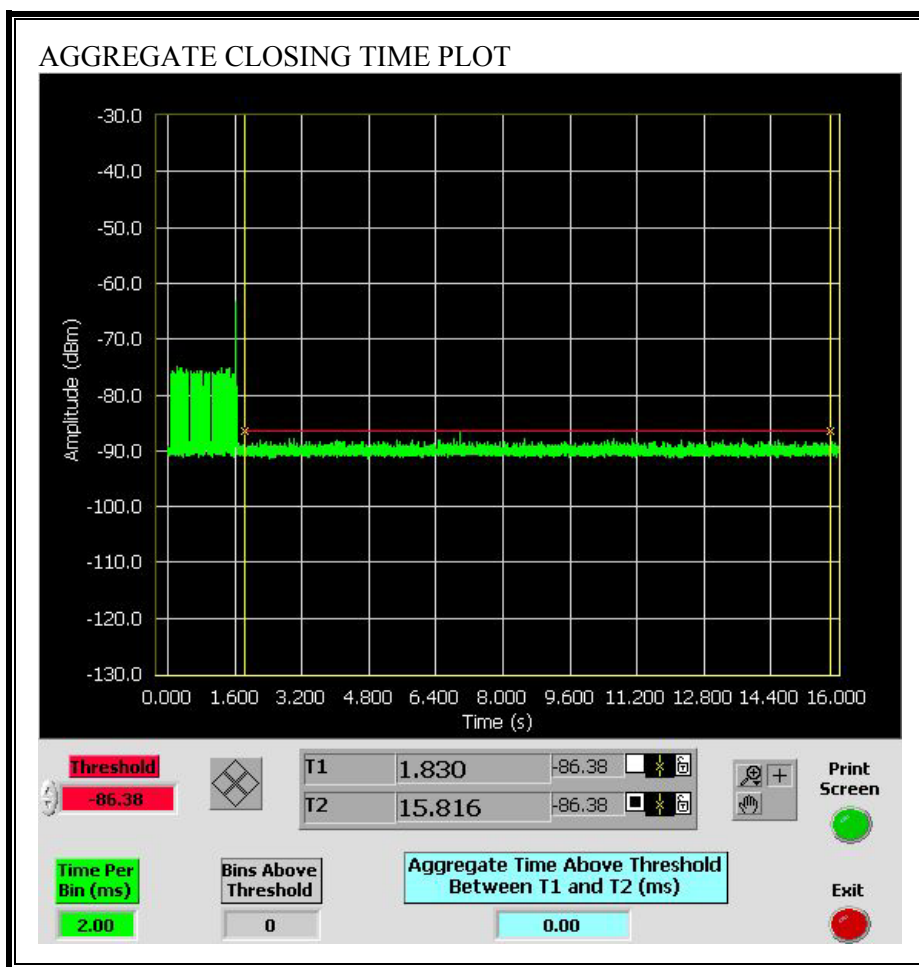 AGGREGATE CLOSING TIME PLOT
-30.0
-40.0
-50.0
-60.0
-70.0
-80.0
-90.0
-100.0
-110.0
-120.0
-130.0
Amplitude (dBm)
0.000 1.600 3.200 4.800 6.400 8.000 9.600 11.200 12.800 14.400 16.000
Time (s)
Threshold
-86.38
T1 1.830 -86.38
T2 15.816 -86.38
Print
Screen
Time Per
Bin (ms)
2.00
Bins Above
Threshold
0
Aggregate Time Above Threshold
Between T1 and T2 (ms)
0.00
Exit